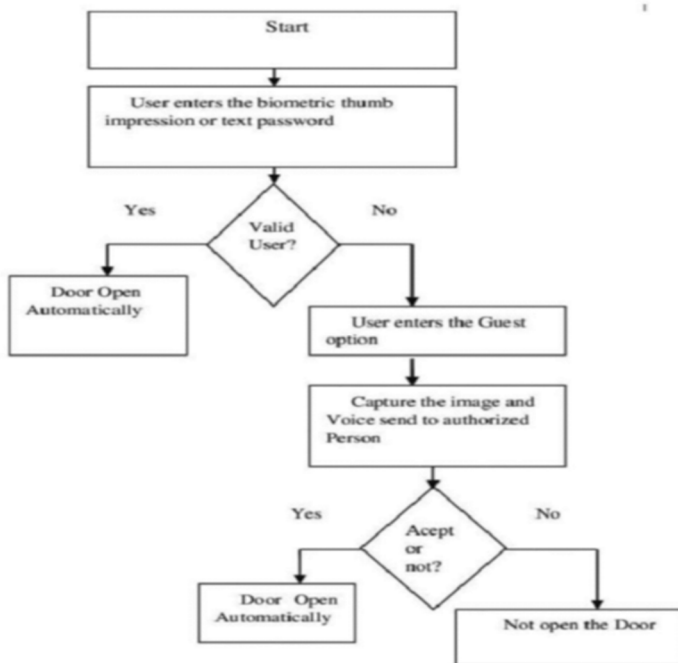 Start
User enters the biometric thumb
impression or text password
Yes
No
Valid
User?
Door Open
Automatically
User enters the Guest
option
Capture the image and
Voice send to authorized
Person
Yes
No
Acept
or
not?
Door Open
Automatically
Not open the Door